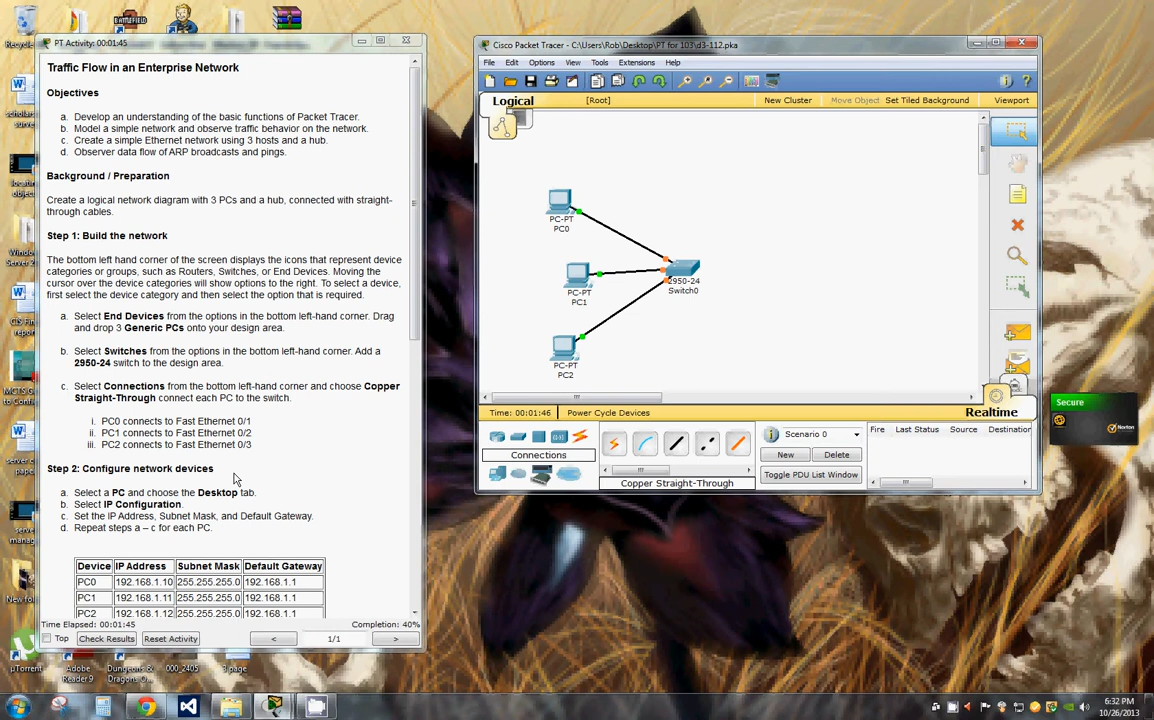 PT Activity: 00:01:45
Traffic Flow in an Enterprise Network
Objectives
a. Develop an understanding of the basic functions of Packet Tracer.
b. Model a simple network and observe traffic behavior on the network.
c. Create a simple Ethernet network using 3 hosts and a hub.
d. Observer data flow of ARP broadcasts and pings.
Background / Preparation
Create a logical network diagram with 3 PCs and a hub, connected with straight-
through cables.
Step 1: Build the network
The bottom left hand corner of the screen displays the icons that represent device
categories or groups, such as Routers, Switches, or End Devices. Moving the
cursor over the device categories will show options to the right. To select a device,
first select the device category and then select the option that is required.
a. Select End Devices from the options in the bottom left-hand corner. Drag
and drop 3 Generic PCs onto your design area.
b. Select Switches from the options in the bottom left-hand corner. Add a
2950-24 switch to the design area.
c. Select Connections from the bottom left-hand corner and choose Copper
Straight-Through connect each PC to the switch.
i. PC0 connects to Fast Ethernet 0/1
ii. PC1 connects to Fast Ethernet 0/2
iii. PC2 connects to Fast Ethernet 0/3
Step 2: Configure network devices
a. Select a PC and choose the Desktop tab.
b. Select IP Configuration.
c. Set the IP Address, Subnet Mask, and Default Gateway.
d. Repeat steps a – c for each PC.
Device IP Address Subnet Mask Default Gateway
PC0 192.168.1.10 255.255.255.0 192.168.1.1
PC1 192.168.1.11 255.255.255.0 192.168.1.1
PC2 192.168.1.12 255.255.255.0 192.168.1.1
Time Elapsed: 00:01:45 Completion: 40%
Top Check Results Reset Activity < 1/1 >
Cisco Packet Tracer - C:\Users\Rob\Desktop\PT for 103\d3-112.pka
File Edit Options View Tools Extensions Help
Logical [Root] New Cluster Move Object Set Tiled Background Viewport
PC-PT
PC0
PC-PT
PC1
2950-24
Switch0
PC-PT
PC2
Time: 00:01:46 Power Cycle Devices Realtime
Connections
Copper Straight-Through
Scenario 0
New Delete
Toggle PDU List Window
Fire Last Status Source Destination
Secure
Norton
BATTLEFIELD
Recycle
µTorrent
Adobe
Reader 9
Dungeons &
000_2405
3 page
6:32 PM
10/26/2013